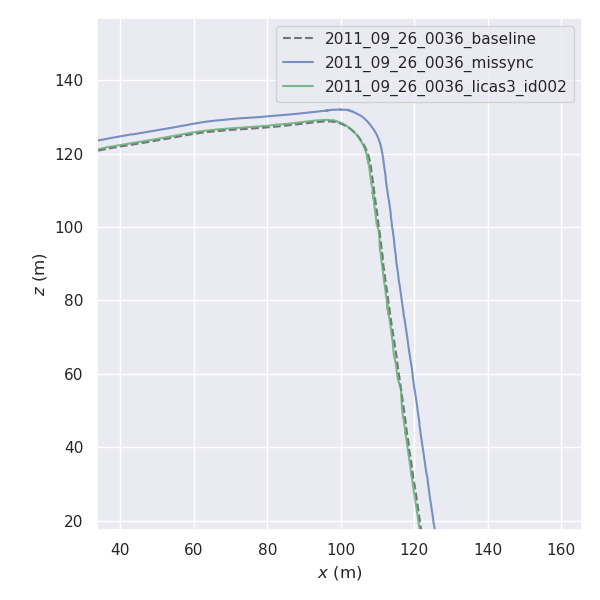 2011_09_26_0036_baseline
2011_09_26_0036_missync
2011_09_26_0036_licas3_id002
140
120
100
80
60
40
20
z (m)
40 60 80 100 120 140 160
x (m)